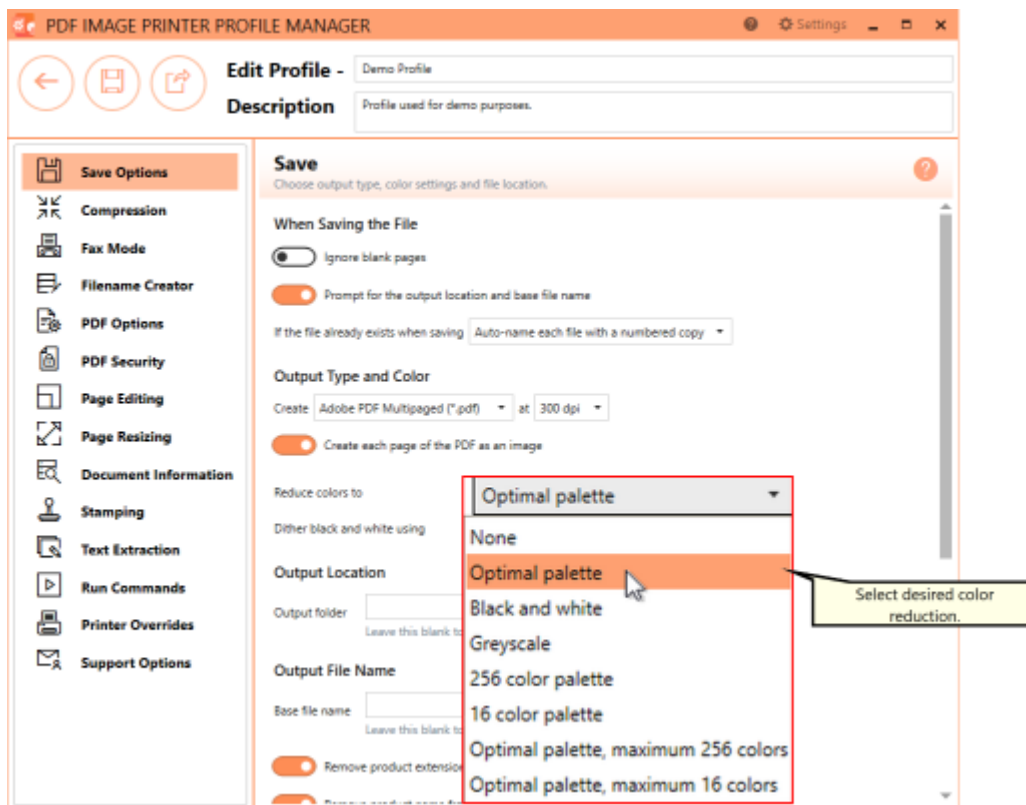 PDF IMAGE PRINTER PROFILE MANAGER
Settings
Edit Profile - Demo Profile
Description Profile used for demo purposes.
Save Options
Compression
Fax Mode
Filename Creator
PDF Options
PDF Security
Page Editing
Page Resizing
Document Information
Stamping
Text Extraction
Run Commands
Printer Overrides
Support Options
Save
Choose output type, color settings and file location.
When Saving the File
Ignore blank pages
Prompt for the output location and base file name
If the file already exists when saving Auto-name each file with a numbered copy
Output Type and Color
Create Adobe PDF Multipaged (*.pdf) at 300 dpi
Create each page of the PDF as an image
Reduce colors to Optimal palette
Dither black and white using
None
Optimal palette
Black and white
Greyscale
256 color palette
16 color palette
Optimal palette, maximum 256 colors
Optimal palette, maximum 16 colors
Select desired color
reduction.
Output Location
Output folder
Leave this blank to
Output File Name
Base file name
Leave this blank to
Remove product extension